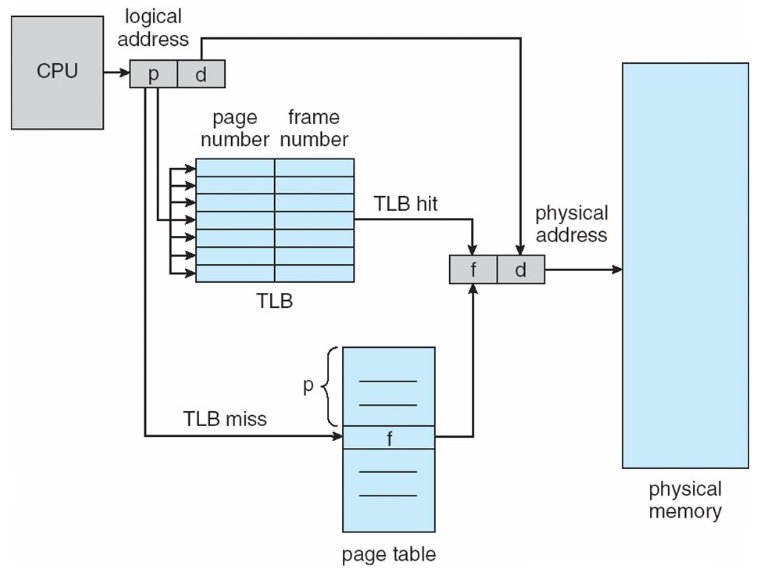 logical
address
CPU
p
d
page
number
frame
number
TLB hit
TLB
physical
address
f
d
p
TLB miss
f
page table
physical
memory